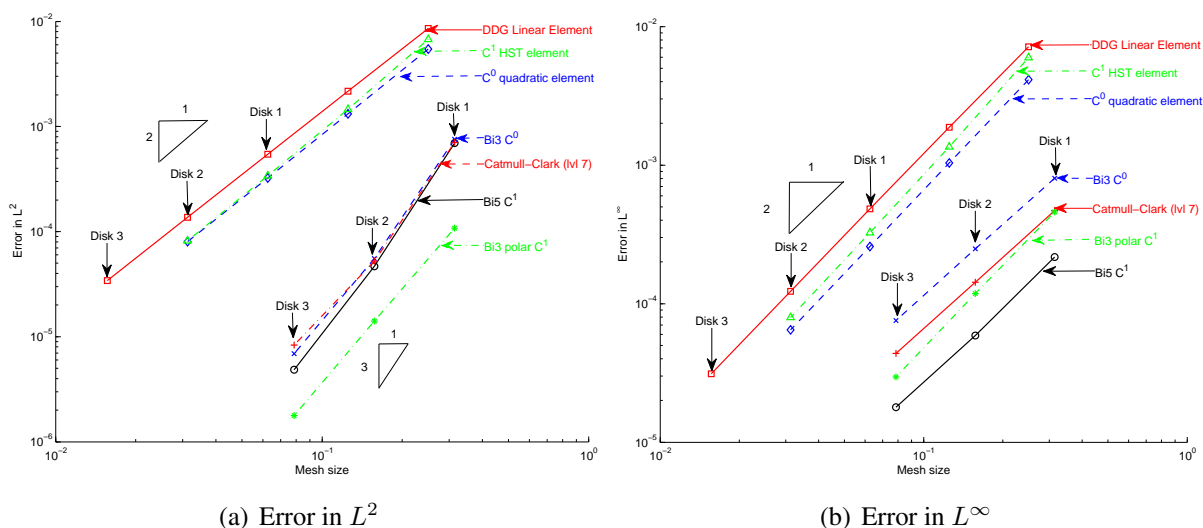 10^-2
10^-3
10^-4
10^-5
10^-6
Error in L^2
10^-2
10^-1
10^0
Mesh size
DDG Linear Element
C^1 HST element
C^0 quadratic element
Disk 1
Disk 2
Disk 3
1
2
Disk 1
Disk 2
Disk 3
Bi3 C^0
Catmull−Clark (lvl 7)
Bi5 C^1
Bi3 polar C^1
1
3
(a) Error in L^2
10^-2
10^-3
10^-4
10^-5
Error in L^∞
10^-2
10^-1
10^0
Mesh size
DDG Linear Element
C^1 HST element
C^0 quadratic element
Disk 1
Disk 2
Disk 3
1
2
Disk 1
Disk 2
Disk 3
Bi3 C^0
Catmull−Clark (lvl 7)
Bi3 polar C^1
Bi5 C^1
(b) Error in L^∞